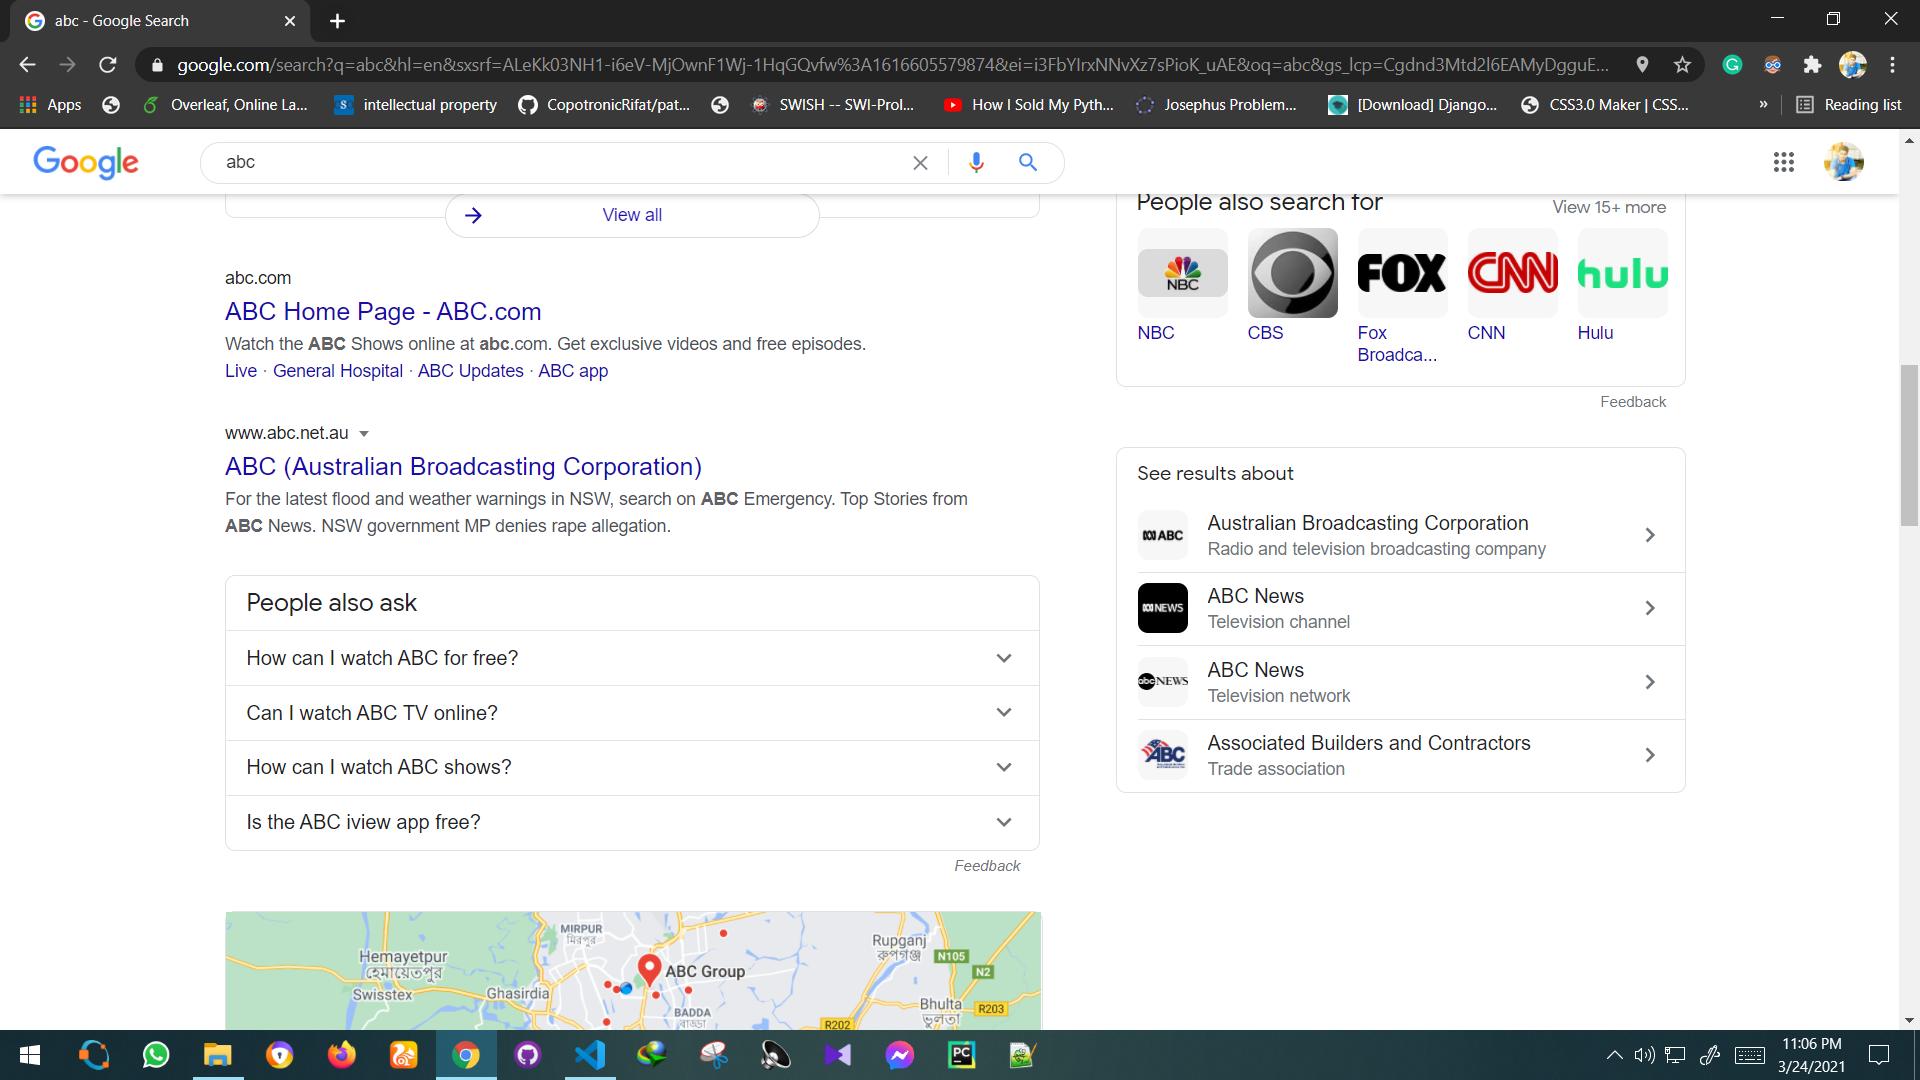 abc - Google Search
google.com/search?q=abc&hl=en&sxsrf=ALeKk03NH1-i6eV-MjOwnF1Wj-1HqGQvfw%3A1616605579874&ei=i3FbYIrxNNvXz7sPioK_uAE&oq=abc&gs_lcp=Cgdnd3Mtd2l6EAMyDgguE...
Apps
Overleaf, Online La...
S
intellectual property
CopotronicRifat/pat...
SWISH -- SWI-Prol...
How I Sold My Pyth...
Josephus Problem...
[Download] Django...
CSS3.0 Maker | CSS...
»
Reading list
Google
abc
View all
abc.com
ABC Home Page - ABC.com
Watch the ABC Shows online at abc.com. Get exclusive videos and free episodes.
Live · General Hospital · ABC Updates · ABC app
www.abc.net.au
ABC (Australian Broadcasting Corporation)
For the latest flood and weather warnings in NSW, search on ABC Emergency. Top Stories from
ABC News. NSW government MP denies rape allegation.
People also ask
How can I watch ABC for free?
Can I watch ABC TV online?
How can I watch ABC shows?
Is the ABC iview app free?
Feedback
MIRPUR
মিরপুর
Hemayetpur
হেমায়েতপুর
Swisstex
Ghasirdia
ABC Group
BADDA
বাড্ডা
Rupganj
রুপগঞ্জ
N105
N2
Bhulta
ভুলতা
R203
R202
People also search for
View 15+ more
NBC
FOX
CNN
hulu
NBC
CBS
Fox
Broadca...
CNN
Hulu
Feedback
See results about
ABC
Australian Broadcasting Corporation
Radio and television broadcasting company
NEWS
ABC News
Television channel
abc NEWS
ABC News
Television network
ABC
Associated Builders and Contractors
Trade association
PC
11:06 PM
3/24/2021